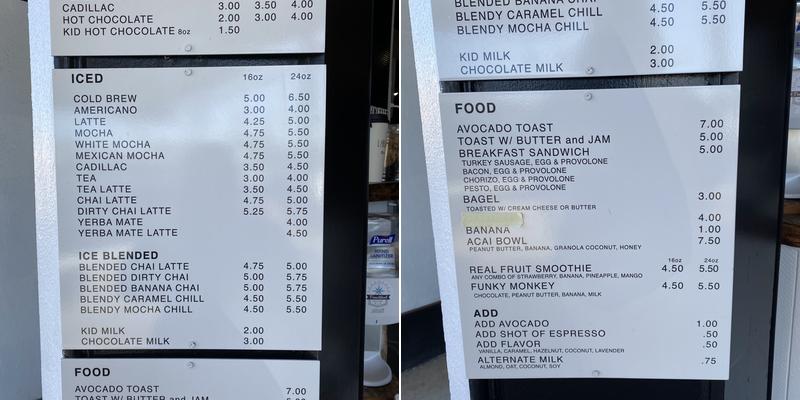 CADILLAC 3.00 3.50 4.00
HOT CHOCOLATE 2.00 3.00 4.00
KID HOT CHOCOLATE 8oz 1.50
ICED 16oz 24oz
COLD BREW 5.00 6.50
AMERICANO 3.00 4.00
LATTE 4.25 5.00
MOCHA 4.75 5.50
WHITE MOCHA 4.75 5.50
MEXICAN MOCHA 4.75 5.50
CADILLAC 3.50 4.50
TEA 3.00 4.00
TEA LATTE 3.50 4.50
CHAI LATTE 4.75 5.00
DIRTY CHAI LATTE 5.25 5.75
YERBA MATE 4.00
YERBA MATE LATTE 4.50
ICE BLENDED
BLENDED CHAI LATTE 4.75 5.00
BLENDED DIRTY CHAI 5.00 5.75
BLENDED BANANA CHAI 5.00 5.75
BLENDY CARAMEL CHILL 4.50 5.50
BLENDY MOCHA CHILL 4.50 5.50
KID MILK 2.00
CHOCOLATE MILK 3.00
FOOD
AVOCADO TOAST 7.00
TOAST W/ BUTTER and JAM
Purell
HAND
SANITIZER
BLENDED BANANA CHAI
BLENDY CARAMEL CHILL 4.50 5.50
BLENDY MOCHA CHILL 4.50 5.50
KID MILK 2.00
CHOCOLATE MILK 3.00
FOOD
AVOCADO TOAST 7.00
TOAST W/ BUTTER and JAM 5.00
BREAKFAST SANDWICH 5.00
TURKEY SAUSAGE, EGG & PROVOLONE
BACON, EGG & PROVOLONE
CHORIZO, EGG & PROVOLONE
PESTO, EGG & PROVOLONE
BAGEL 3.00
TOASTED W/ CREAM CHEESE OR BUTTER
4.00
BANANA 1.00
ACAI BOWL 7.50
PEANUT BUTTER, BANANA, GRANOLA COCONUT, HONEY
16oz 24oz
REAL FRUIT SMOOTHIE 4.50 5.50
ANY COMBO OF STRAWBERRY, BANANA, PINEAPPLE, MANGO
FUNKY MONKEY 4.50 5.50
CHOCOLATE, PEANUT BUTTER, BANANA, MILK
ADD
ADD AVOCADO 1.00
ADD SHOT OF ESPRESSO .50
ADD FLAVOR .50
VANILLA, CARAMEL, HAZELNUT, COCONUT, LAVENDER
ALTERNATE MILK .75
ALMOND, OAT, COCONUT, SOY